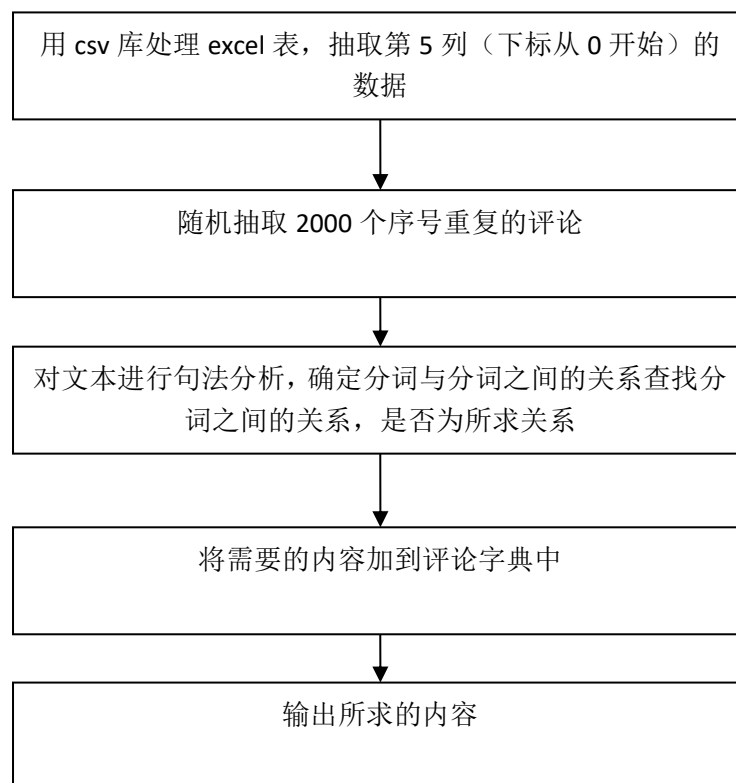 用 csv 库处理 excel 表，抽取第 5 列（下标从 0 开始）的
数据
随机抽取 2000 个序号重复的评论
对文本进行句法分析，确定分词与分词之间的关系查找分
词之间的关系，是否为所求关系
将需要的内容加到评论字典中
输出所求的内容